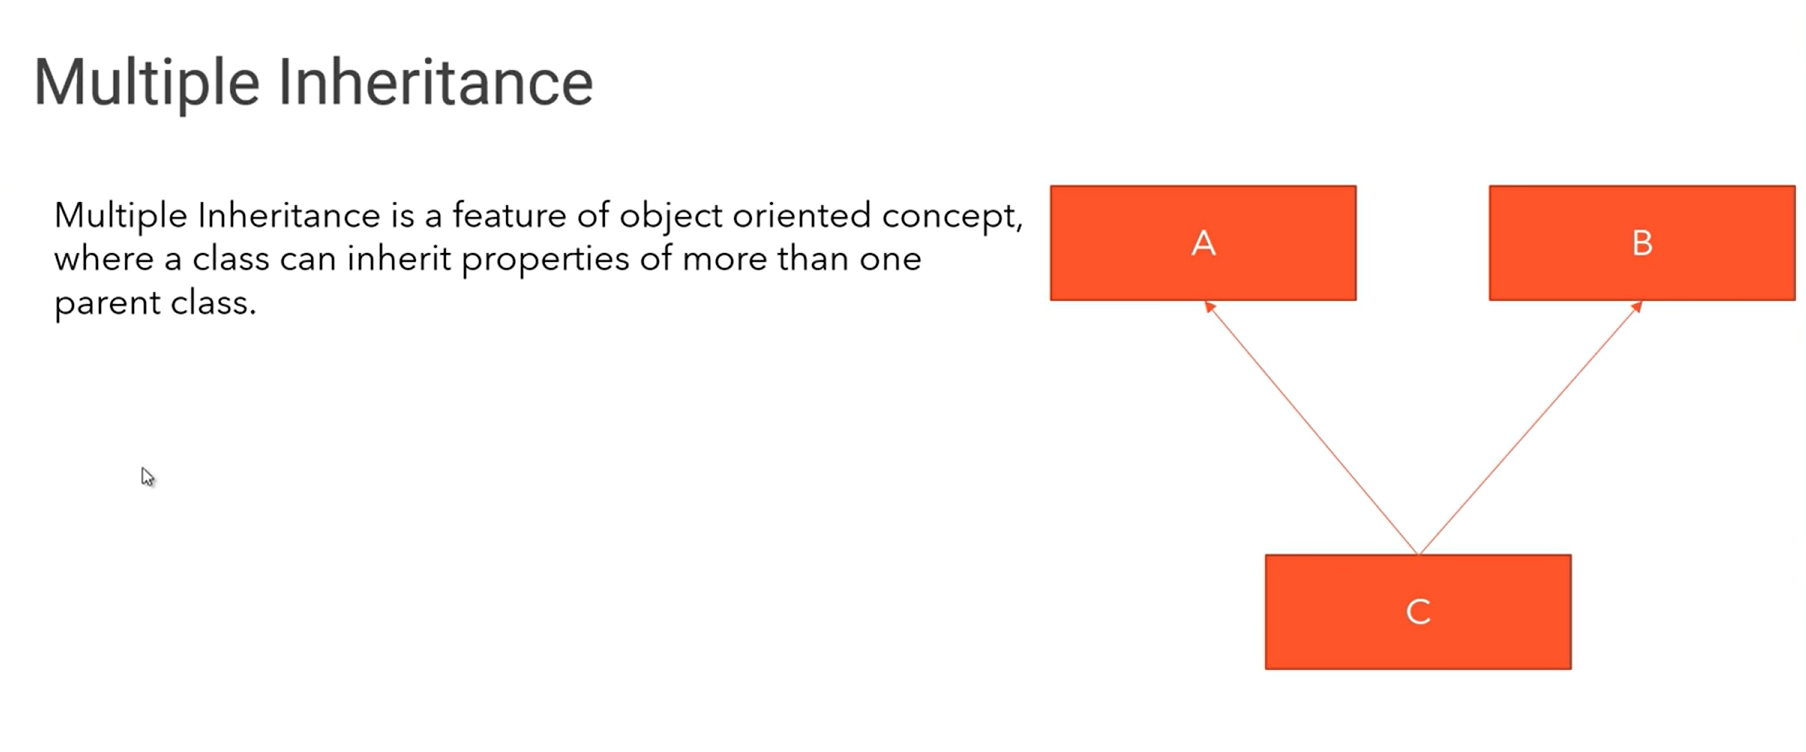 Multiple Inheritance
Multiple Inheritance is a feature of object oriented concept,
where a class can inherit properties of more than one
parent class.
A
B
C